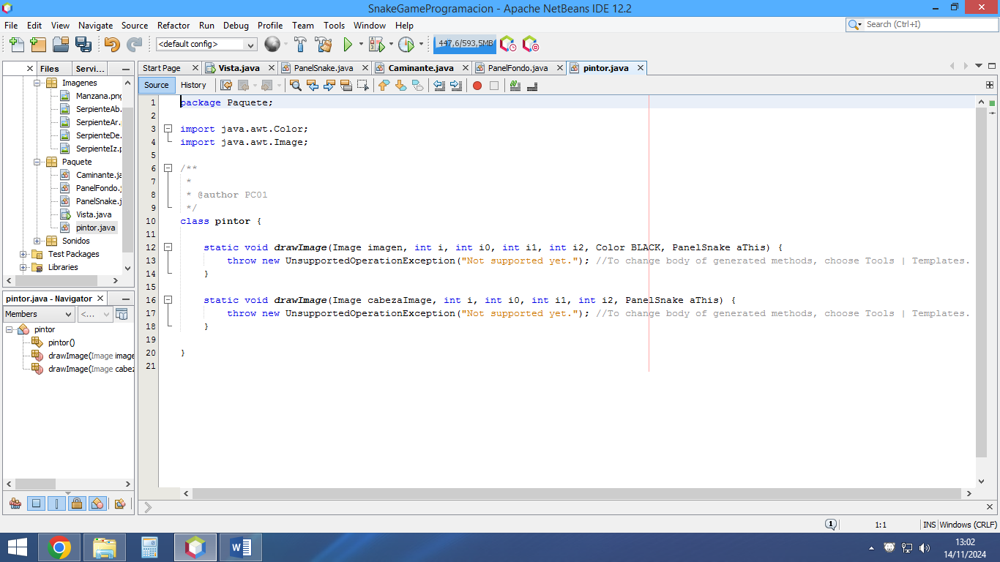 SnakeGameProgramacion - Apache NetBeans IDE 12.2
File Edit View Navigate Source Refactor Run Debug Profile Team Tools Window Help
Search (Ctrl+I)
<default config>
447,6/593,5MB
Files
Servi...
Imagenes
Manzana.png
SerpienteAb.
SerpienteAr.
SerpienteDe.
SerpienteIz.p
Paquete
Caminante.ja
PanelFondo.j
PanelSnake.j
Vista.java
pintor.java
Sonidos
Test Packages
Libraries
pintor.java - Navigator
Members
<...
pintor
pintor()
drawImage(Image image
drawImage(Image cabez
Start Page
Vista.java
PanelSnake.java
Caminante.java
PanelFondo.java
pintor.java
Source History
1 package Paquete;
2
3 import java.awt.Color;
4 import java.awt.Image;
5
6 /**
7 *
8 * @author PC01
9 */
10 class pintor {
11
12 static void drawImage(Image imagen, int i, int i0, int i1, int i2, Color BLACK, PanelSnake aThis) {
13 throw new UnsupportedOperationException("Not supported yet."); //To change body of generated methods, choose Tools | Templates.
14 }
15
16 static void drawImage(Image cabezaImage, int i, int i0, int i1, int i2, PanelSnake aThis) {
17 throw new UnsupportedOperationException("Not supported yet."); //To change body of generated methods, choose Tools | Templates.
18 }
19
20 }
21
1
1:1
INS
Windows (CRLF)
13:02
14/11/2024